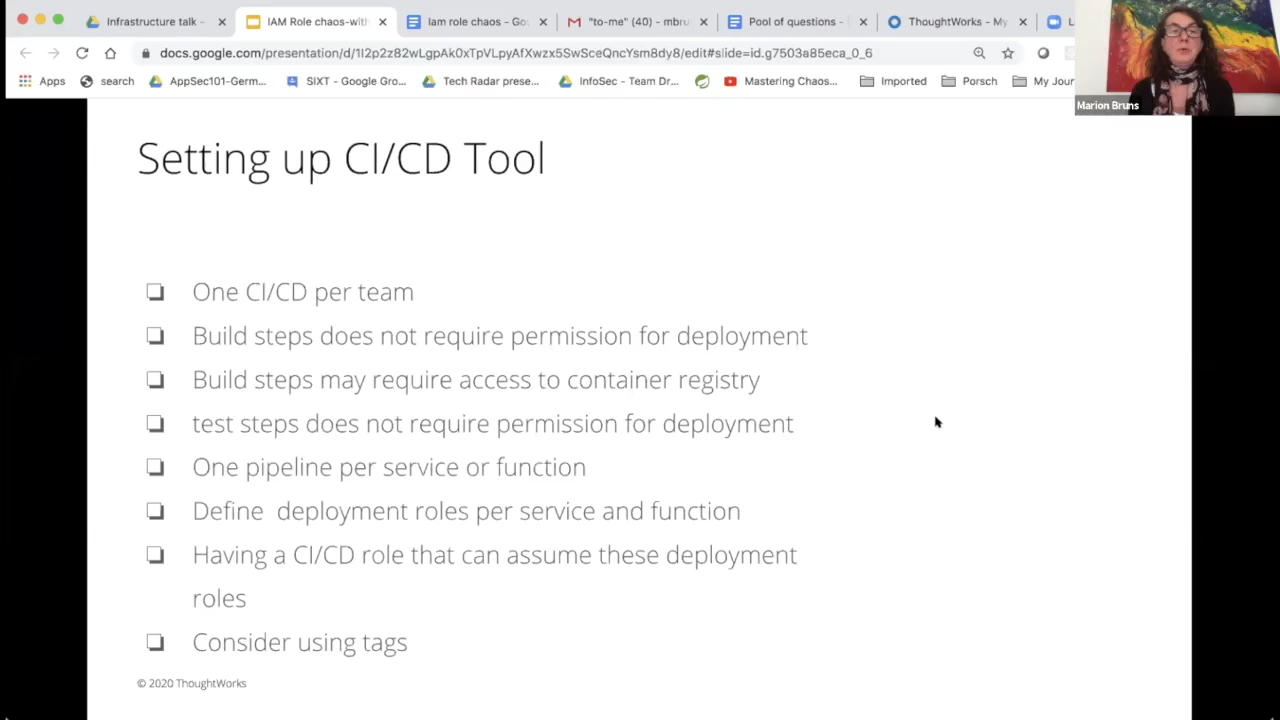 Infrastructure talk -
IAM Role chaos-with
Iam role chaos - Go
"to-me" (40) - mbru
Pool of questions -
ThoughtWorks - My
docs.google.com/presentation/d/1I2p2z82wLgpAk0xTpVLpyAfXwzx5SwSceQncYsm8dy8/edit#slide=id.g7503a85eca_0_6
Apps
search
AppSec101-Germ...
SIXT - Google Gro...
Tech Radar prese...
InfoSec - Team Dr...
Mastering Chaos...
Imported
Porsch
My Jour
Marion Bruns
Setting up CI/CD Tool
One CI/CD per team
Build steps does not require permission for deployment
Build steps may require access to container registry
test steps does not require permission for deployment
One pipeline per service or function
Define deployment roles per service and function
Having a CI/CD role that can assume these deployment
roles
Consider using tags
© 2020 ThoughtWorks